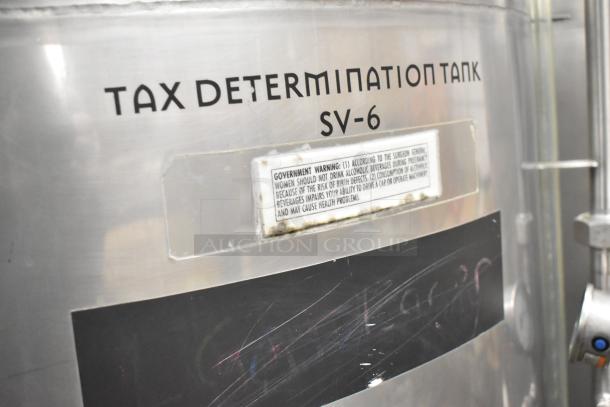 TAX DETERMINATION TANK
SV-6
GOVERNMENT WARNING: (1) ACCORDING TO THE SURGEON GENERAL,
WOMEN SHOULD NOT DRINK ALCOHOLIC BEVERAGES DURING PREGNANCY
BECAUSE OF THE RISK OF BIRTH DEFECTS. (2) CONSUMPTION OF ALCOHOLIC
BEVERAGES IMPAIRS YOUR ABILITY TO DRIVE A CAR OR OPERATE MACHINERY
AND MAY CAUSE HEALTH PROBLEMS.
AUCTION GROUP